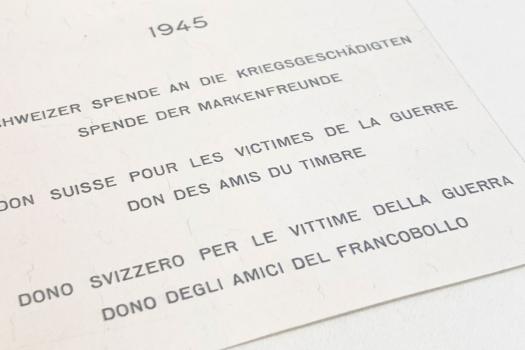 1945
CHWEIZER SPENDE AN DIE KRIEGSGESCHÄDIGTEN
SPENDE DER MARKENFREUNDE
DON SUISSE POUR LES VICTIMES DE LA GUERRE
DON DES AMIS DU TIMBRE
DONO SVIZZERO PER LE VITTIME DELLA GUERRA
DONO DEGLI AMICI DEL FRANCOBOLLO